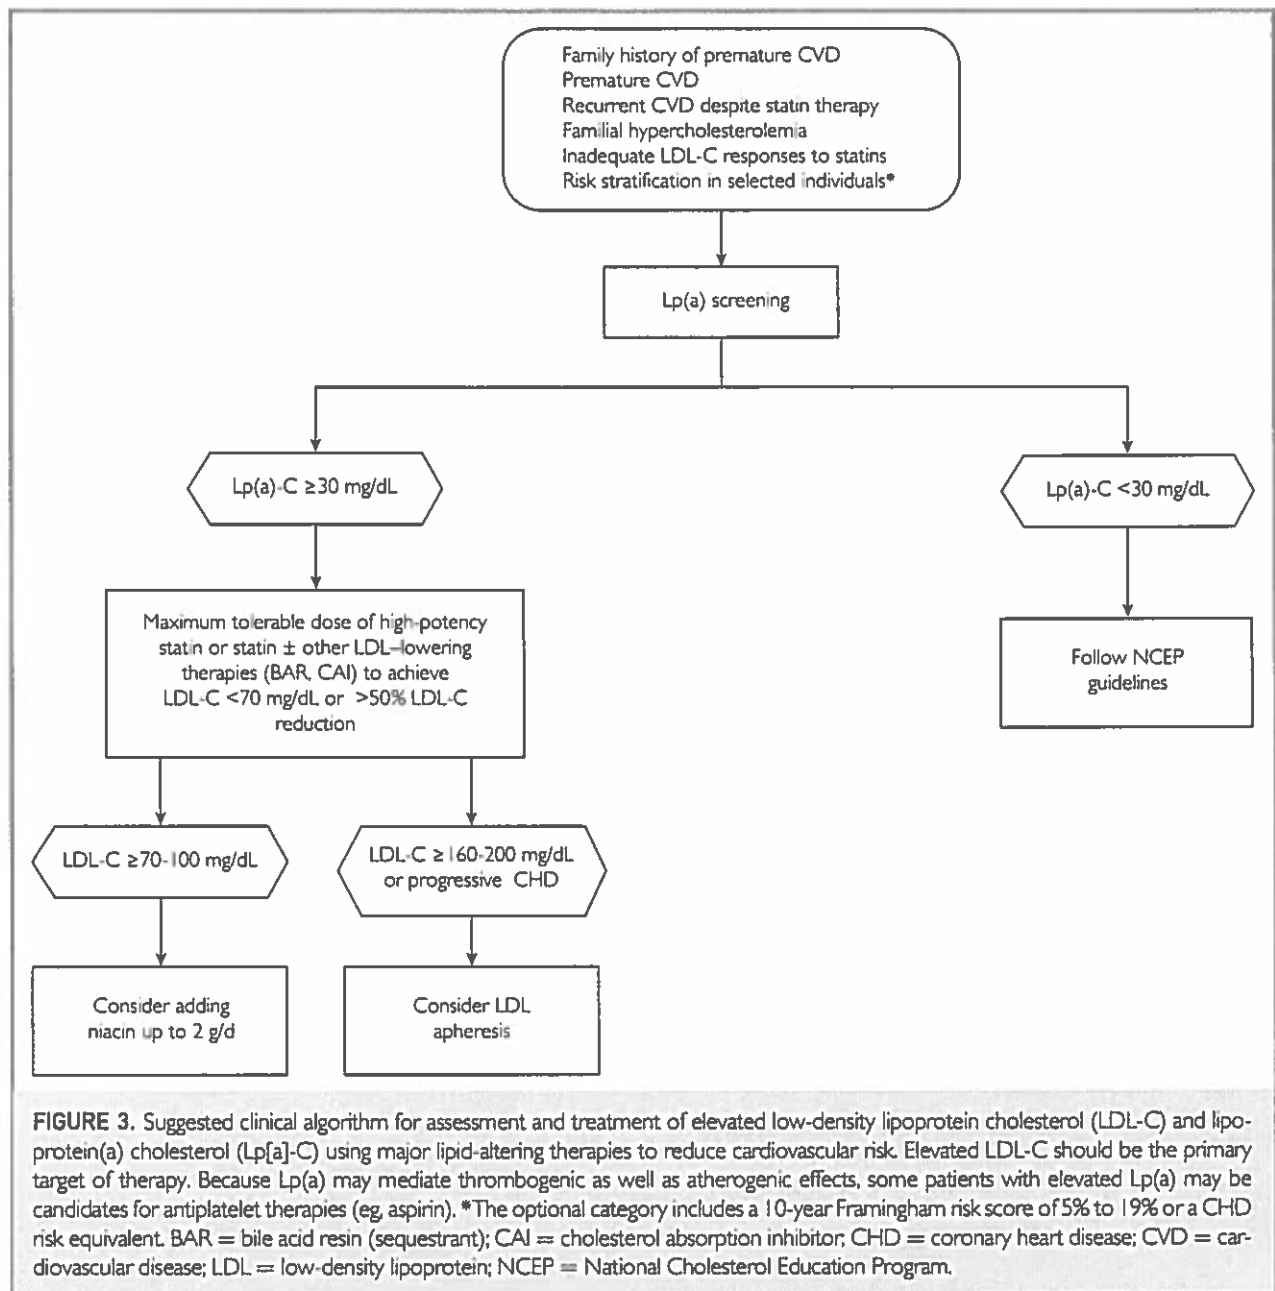 Family history of premature CVD
Premature CVD
Recurrent CVD despite statin therapy
Familial hypercholesterolemia
Inadequate LDL-C responses to statins
Risk stratification in selected individuals*
Lp(a) screening
Lp(a)-C ≥30 mg/dL
Lp(a)-C <30 mg/dL
Maximum tolerable dose of high-potency
statin or statin ± other LDL–lowering
therapies (BAR, CAI) to achieve
LDL-C <70 mg/dL or >50% LDL-C
reduction
Follow NCEP
guidelines
LDL-C ≥70-100 mg/dL
LDL-C ≥160-200 mg/dL
or progressive CHD
Consider adding
niacin up to 2 g/d
Consider LDL
apheresis
FIGURE 3. Suggested clinical algorithm for assessment and treatment of elevated low-density lipoprotein cholesterol (LDL-C) and lipo-
protein(a) cholesterol (Lp[a]-C) using major lipid-altering therapies to reduce cardiovascular risk. Elevated LDL-C should be the primary
target of therapy. Because Lp(a) may mediate thrombogenic as well as atherogenic effects, some patients with elevated Lp(a) may be
candidates for antiplatelet therapies (eg, aspirin). *The optional category includes a 10-year Framingham risk score of 5% to 19% or a CHD
risk equivalent. BAR = bile acid resin (sequestrant); CAI = cholesterol absorption inhibitor; CHD = coronary heart disease; CVD = car-
diovascular disease; LDL = low-density lipoprotein; NCEP = National Cholesterol Education Program.